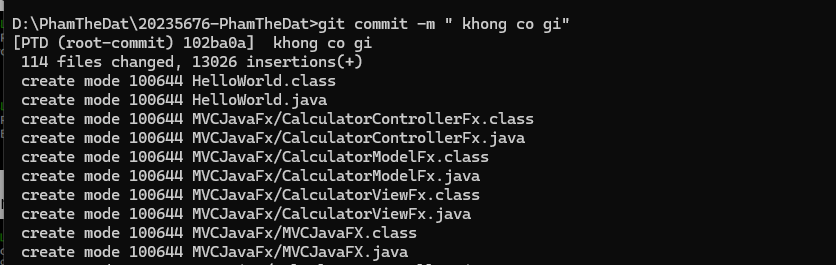 D:\PhamTheDat\20235676-PhamTheDat>git commit -m " khong co gi"
[PTD (root-commit) 102ba0a]  khong co gi
 114 files changed, 13026 insertions(+)
 create mode 100644 HelloWorld.class
 create mode 100644 HelloWorld.java
 create mode 100644 MVCJavaFx/CalculatorControllerFx.class
 create mode 100644 MVCJavaFx/CalculatorControllerFx.java
 create mode 100644 MVCJavaFx/CalculatorModelFx.class
 create mode 100644 MVCJavaFx/CalculatorModelFx.java
 create mode 100644 MVCJavaFx/CalculatorViewFx.class
 create mode 100644 MVCJavaFx/CalculatorViewFx.java
 create mode 100644 MVCJavaFx/MVCJavaFX.class
 create mode 100644 MVCJavaFx/MVCJavaFX.java